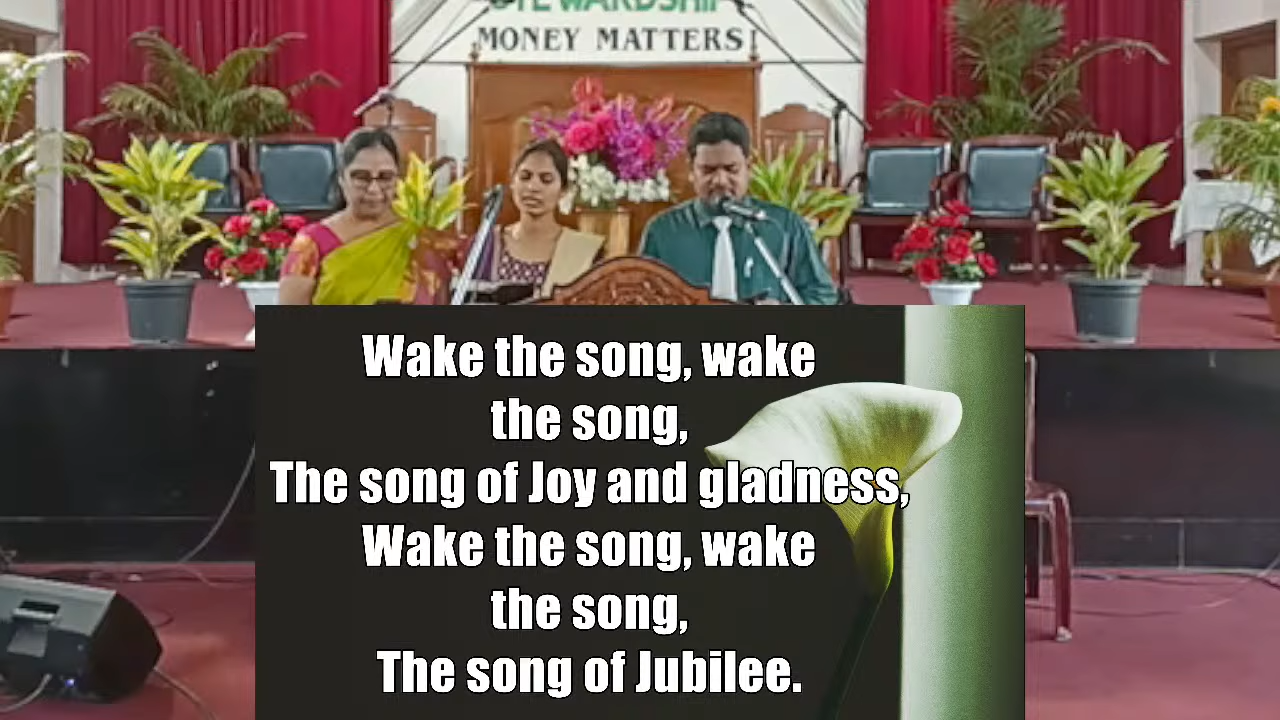 STEWARDSHIP
MONEY MATTERS!
Wake the song, wake
the song,
The song of Joy and gladness,
Wake the song, wake
the song,
The song of Jubilee.